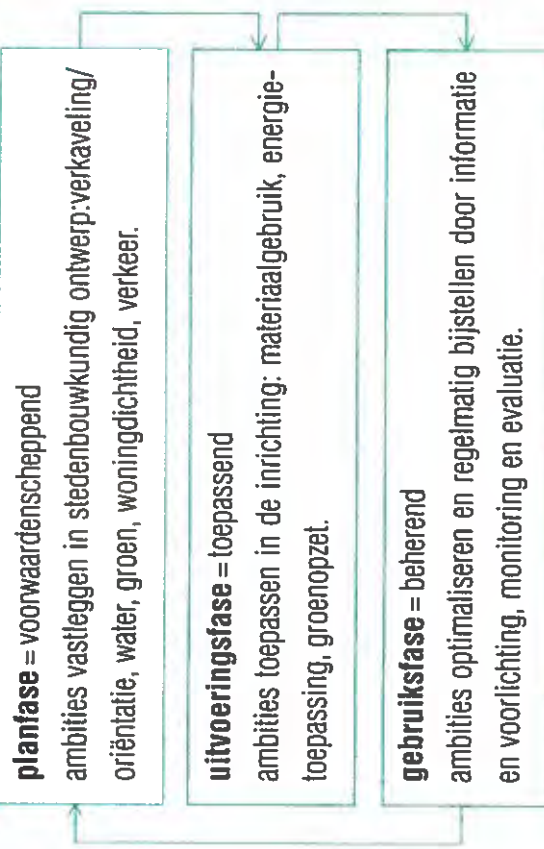 planfase = voorwaardenscheppend
ambities vastleggen in stedenbouwkundig ontwerp:verkaveling/
oriëntatie, water, groen, woningdichtheid, verkeer.
uitvoeringsfase = toepassend
ambities toepassen in de inrichting: materiaalgebruik, energie-
toepassing, groenopzet.
gebruiksfase = beherend
ambities optimaliseren en regelmatig bijstellen door informatie
en voorlichting, monitoring en evaluatie.